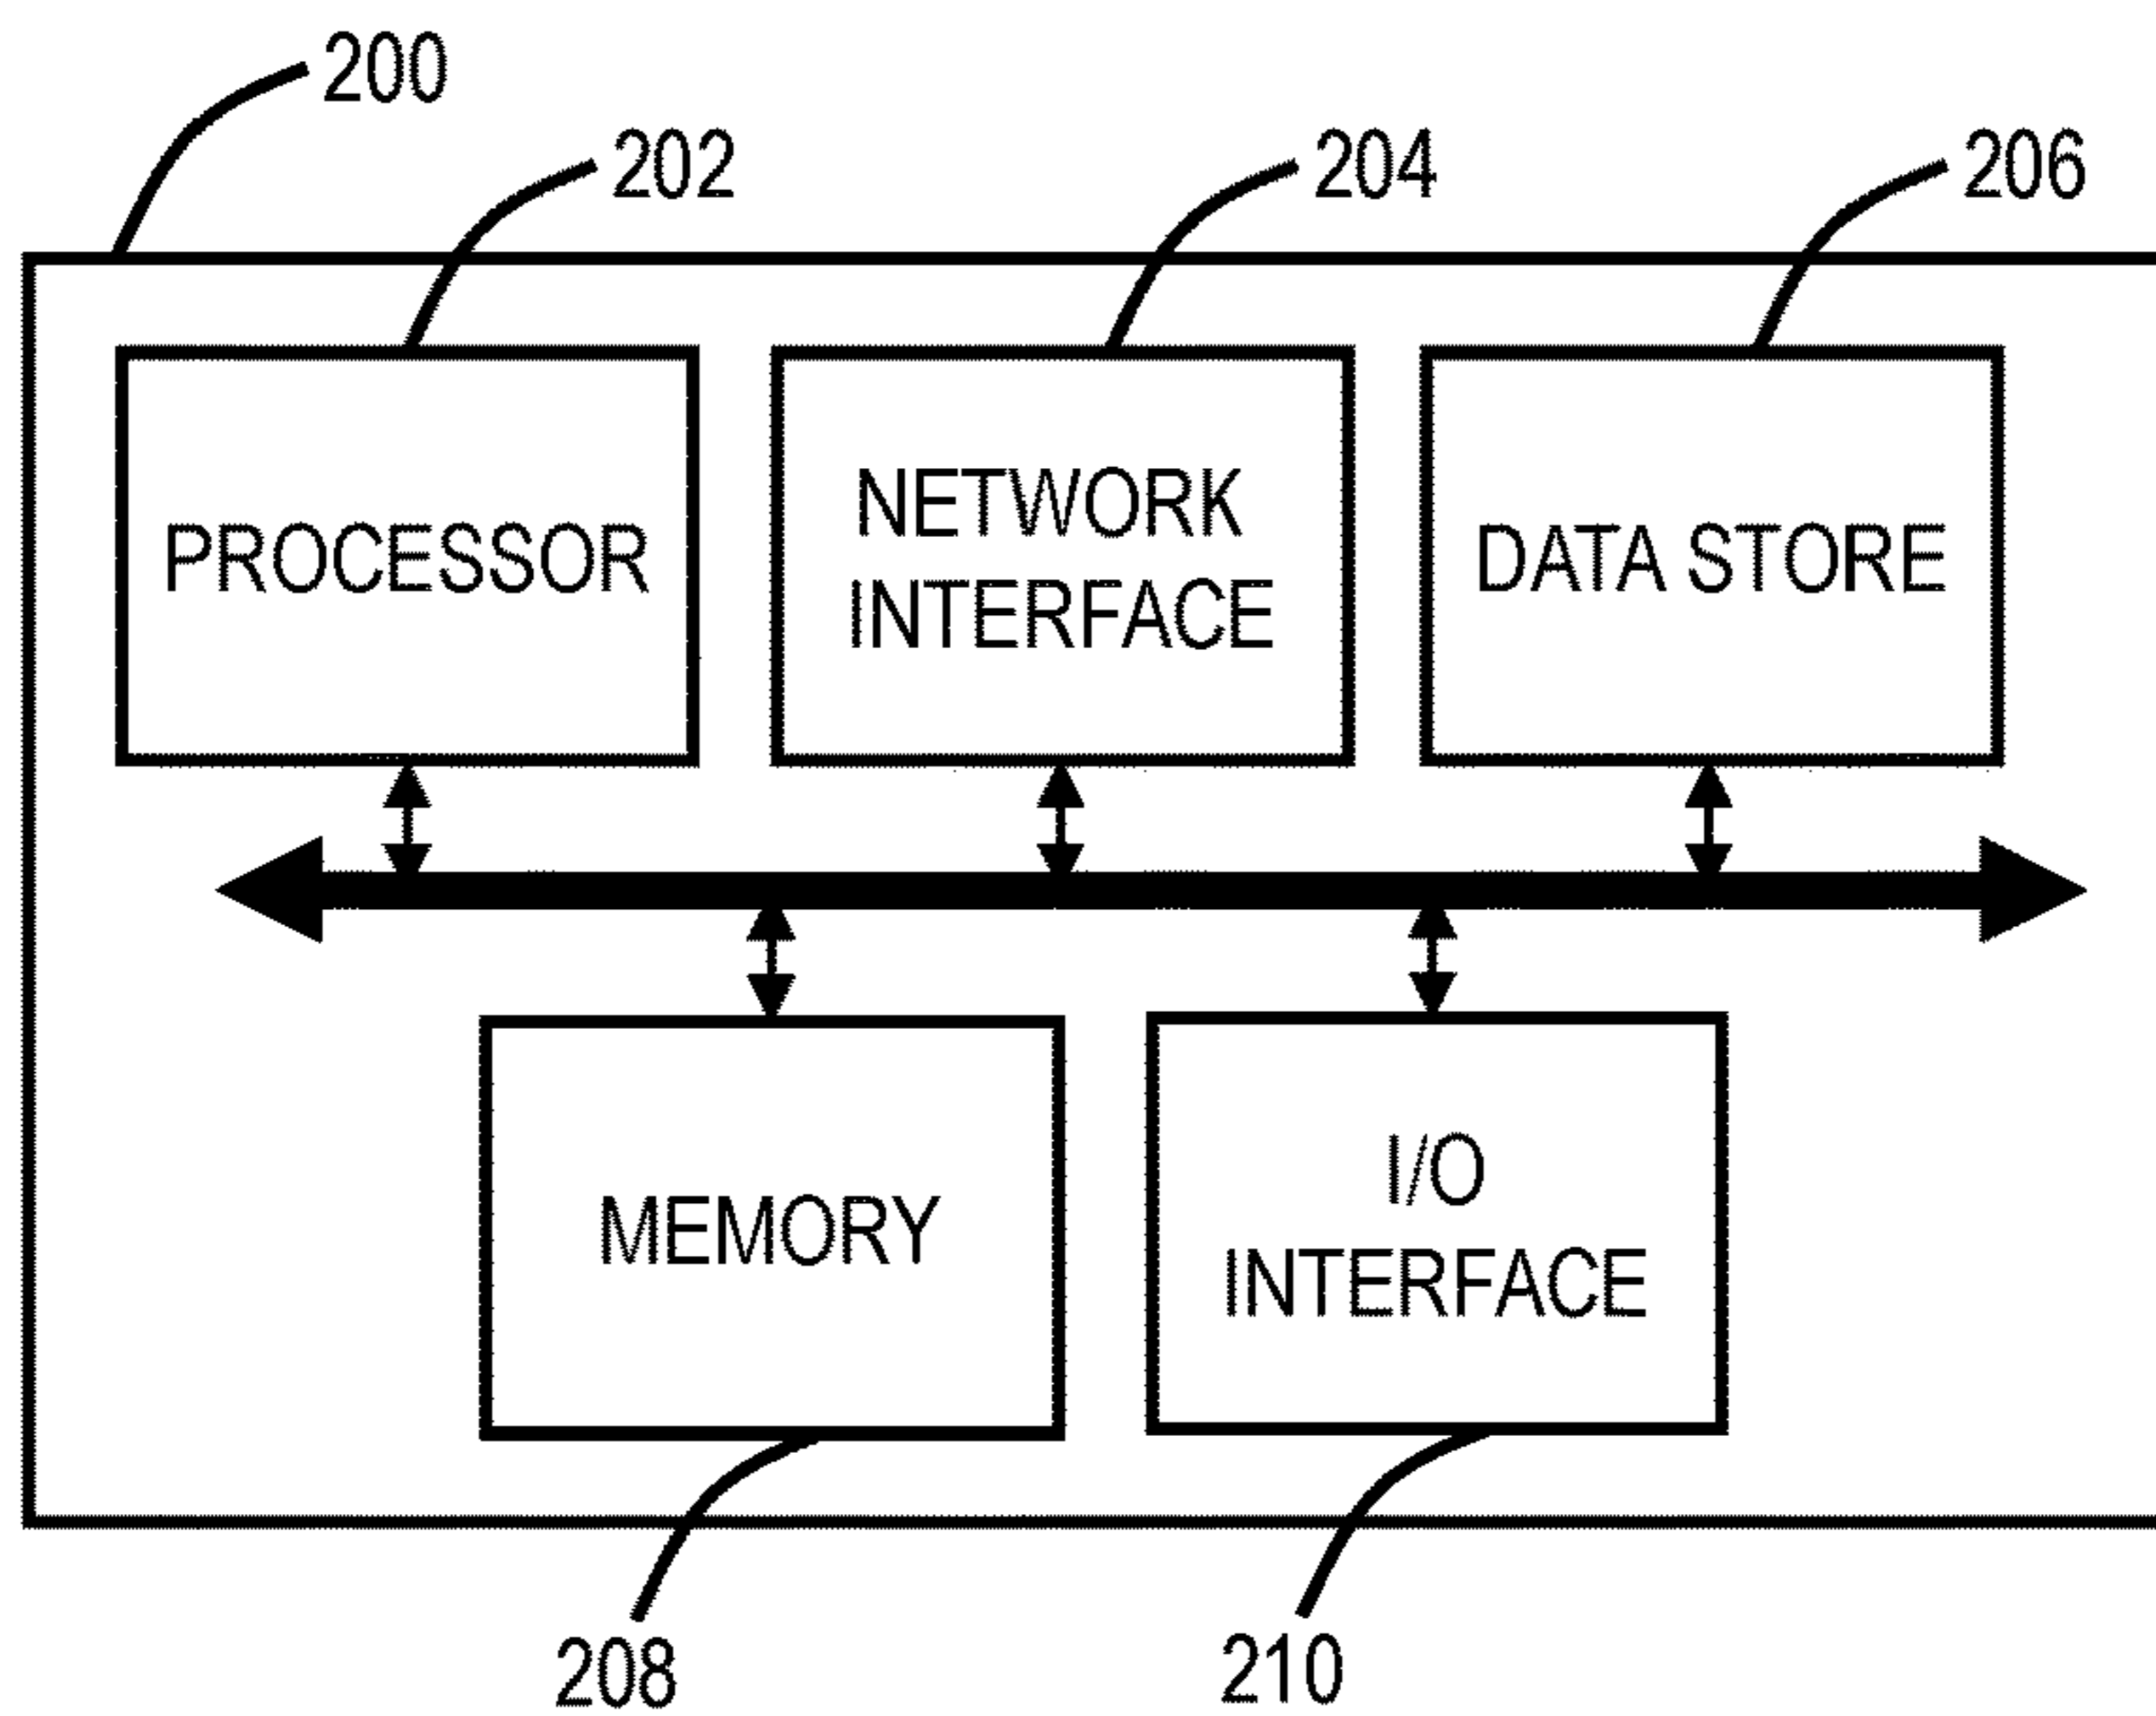 200
202
204
206
PROCESSOR
NETWORK
INTERFACE
DATA STORE
MEMORY
I/O
INTERFACE
208
210